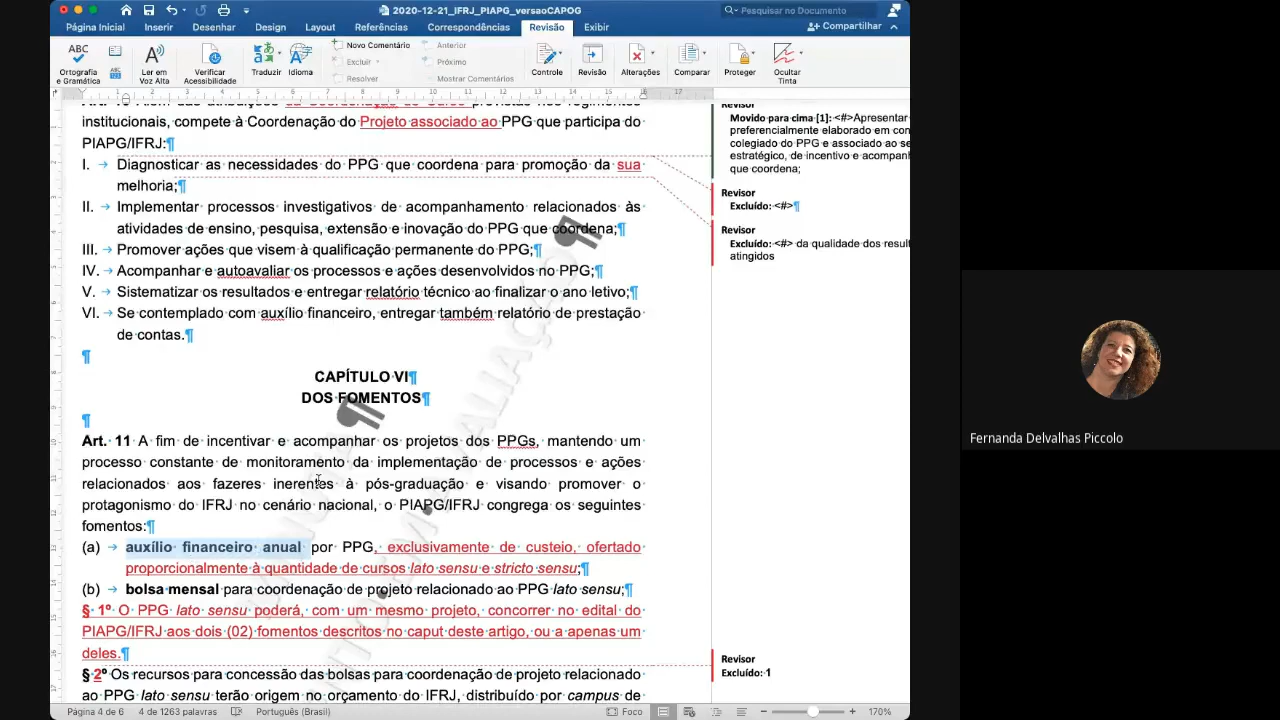 2020-12-21_IFRJ_PIAPG_versaoCAPOG
Pesquisar no Documento
Página Inicial Inserir Desenhar Design Layout Referências Correspondências Revisão Exibir
Compartilhar
ABC
Ortografia e Gramática
Ler em Voz Alta
Verificar Acessibilidade
Traduzir
Idioma
Novo Comentário
Excluir
Resolver
Anterior
Próximo
Mostrar Comentários
Controle
Revisão
Alterações
Comparar
Proteger
Ocultar Tinta
institucionais, compete à Coordenação do Projeto associado ao PPG que participa do
PIAPG/IFRJ:¶
I. → Diagnosticar as necessidades do PPG que coordena para promoção da sua
melhoria;¶
II. → Implementar processos investigativos de acompanhamento relacionados às
atividades de ensino, pesquisa, extensão e inovação do PPG que coordena;¶
III. → Promover ações que visem à qualificação permanente do PPG;¶
IV. → Acompanhar e autoavaliar os processos e ações desenvolvidos no PPG;¶
V. → Sistematizar os resultados e entregar relatório técnico ao finalizar o ano letivo;¶
VI. → Se contemplado com auxílio financeiro, entregar também relatório de prestação
de contas.¶
¶
CAPÍTULO VI¶
DOS FOMENTOS¶
¶
Art. 11 A fim de incentivar e acompanhar os projetos dos PPGs, mantendo um
processo constante de monitoramento da implementação de processos e ações
relacionados aos fazeres inerentes à pós-graduação e visando promover o
protagonismo do IFRJ no cenário nacional, o PIAPG/IFRJ congrega os seguintes
fomentos:¶
(a) → auxílio financeiro anual por PPG, exclusivamente de custeio, ofertado
proporcionalmente à quantidade de cursos lato sensu e stricto sensu;¶
(b) → bolsa mensal para coordenação de projeto relacionado ao PPG lato sensu;¶
§ 1º O PPG lato sensu poderá, com um mesmo projeto, concorrer no edital do
PIAPG/IFRJ aos dois (02) fomentos descritos no caput deste artigo, ou a apenas um
deles.¶
§ 2º Os recursos para concessão das bolsas para coordenação de projeto relacionado
ao PPG lato sensu terão origem no orçamento do IFRJ, distribuído por campus de
Revisor
Movido para cima [1]: <#>Apresentar
preferencialmente elaborado em con
colegiado do PPG e associado ao se
estratégico, de incentivo e acompanh
que coordena;
Revisor
Excluído: <#>¶
Revisor
Excluído: <#> da qualidade dos result
atingidos
Revisor
Excluído: 1
Página 4 de 6 4 de 1263 palavras Português (Brasil) Foco 170%
Fernanda Delvalhas Piccolo